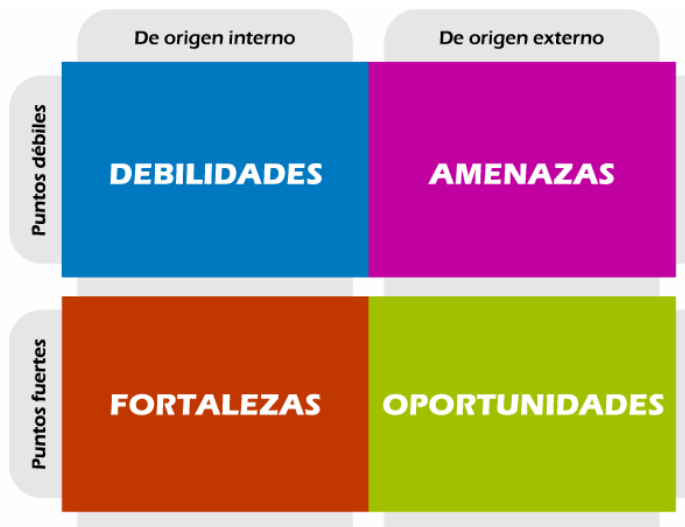 De origen interno
De origen externo
Puntos débiles
DEBILIDADES
AMENAZAS
Puntos fuertes
FORTALEZAS
OPORTUNIDADES